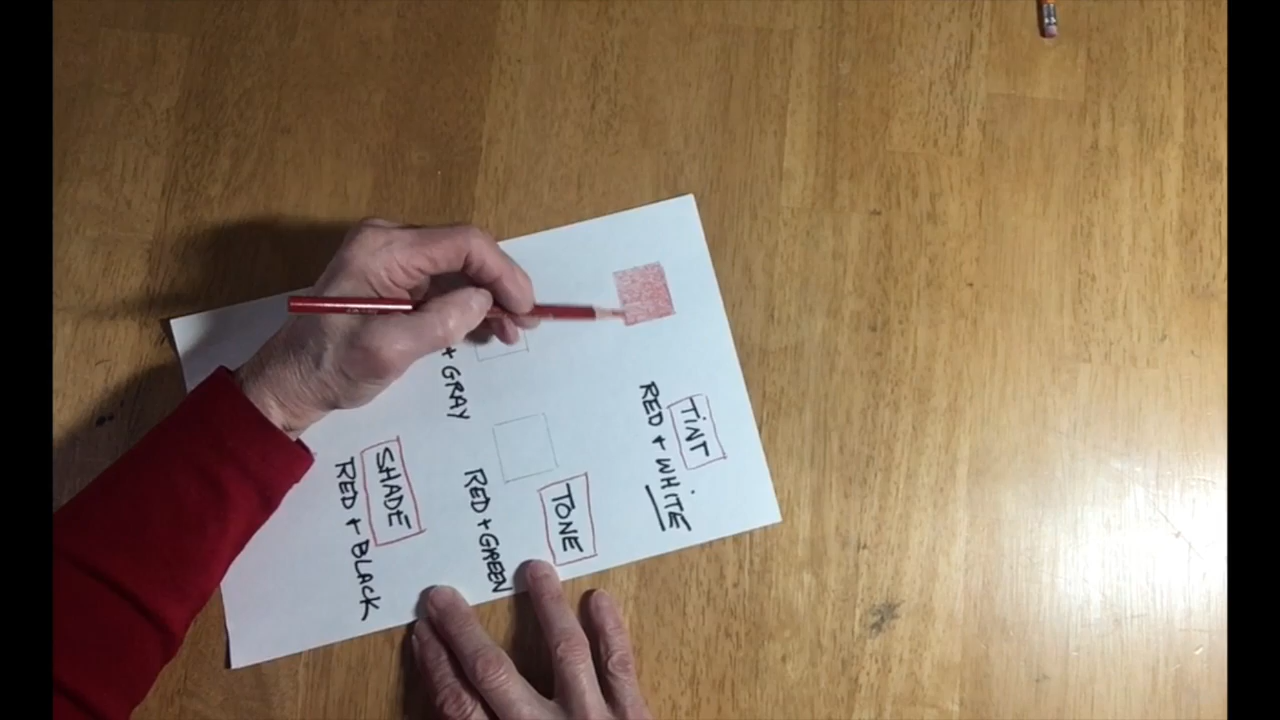 TiNT
RED + WHiTE
TONE
+ GRAY
RED + GREEN
SHADE
RED + BLACK